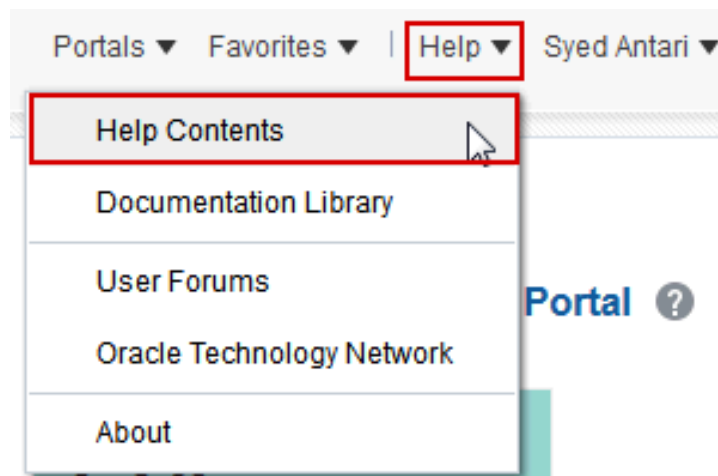 Portals ▼ Favorites ▼ | Help ▼ Syed Antari ▼
Help Contents
Documentation Library
User Forums
Oracle Technology Network
About
Portal ?